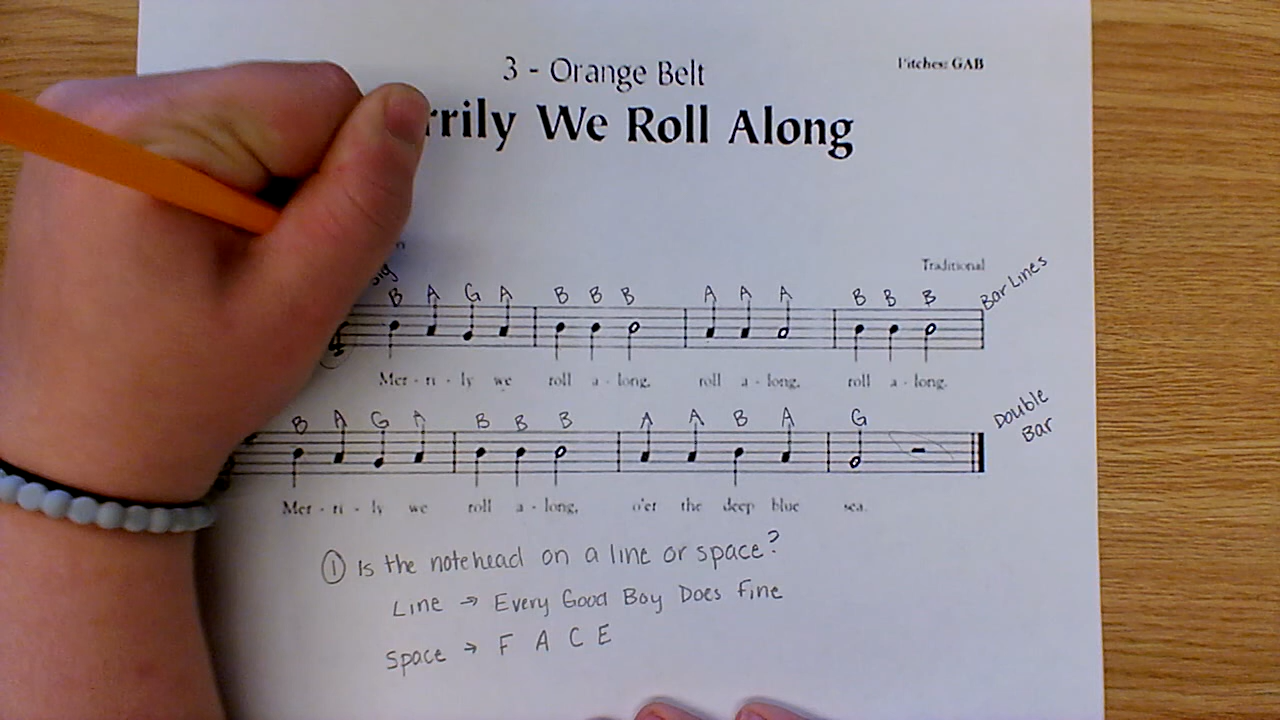 3 - Orange Belt
Pitches: GAB
rrily We Roll Along
Traditional
sig
B A G A B B B A A A B B B
Bar Lines
Mer - ri - ly we roll a - long, roll a - long, roll a - long.
B A G A B B B A A B A G
Double
Bar
Mer - ri - ly we roll a - long, o'er the deep blue sea.
① Is the notehead on a line or space?
Line → Every Good Boy Does Fine
Space → F A C E